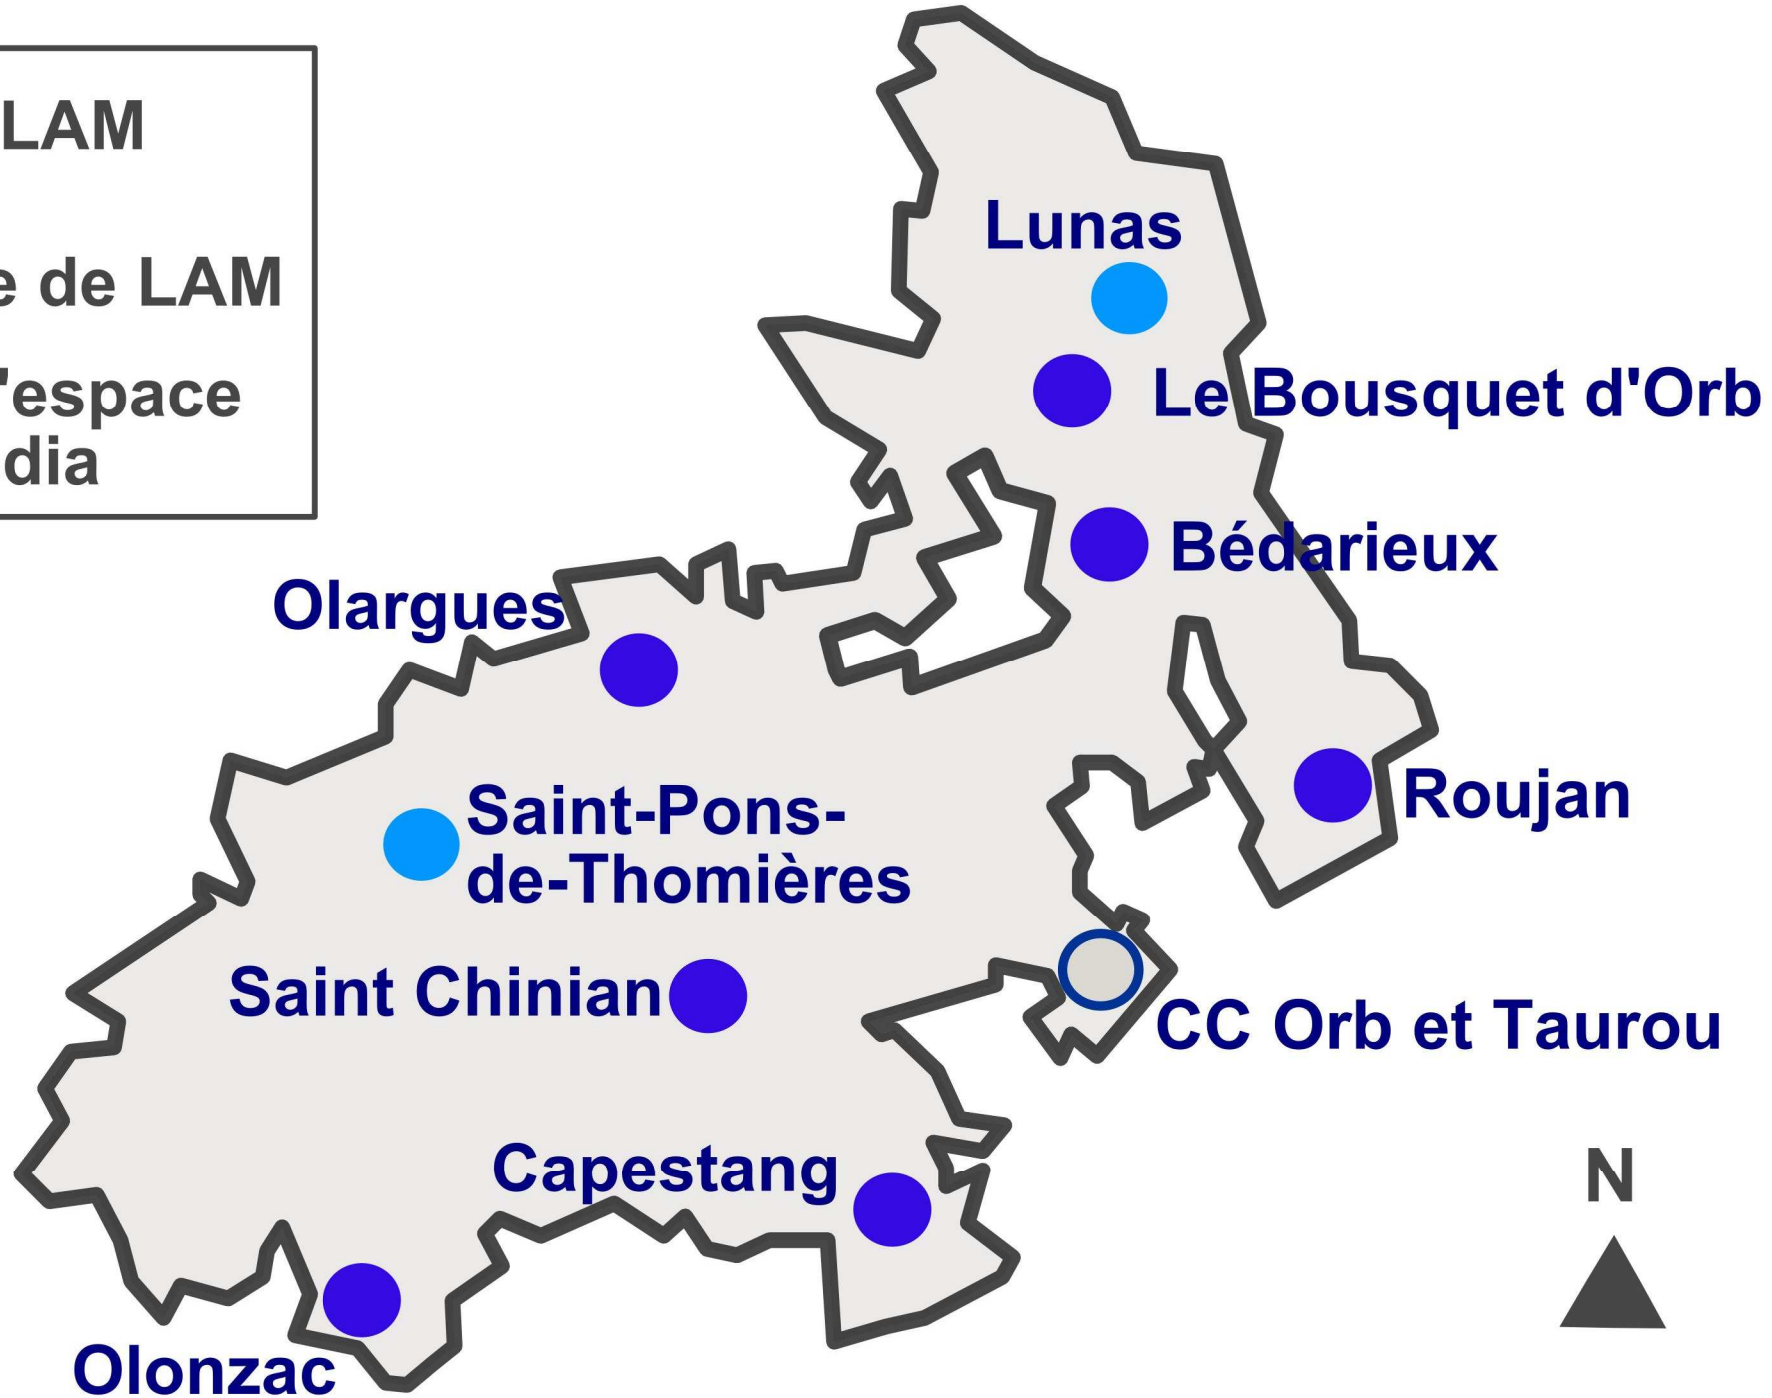 LAM
e de LAM
'espace
dia
Lunas
Le Bousquet d'Orb
Bédarieux
Olargues
Roujan
Saint-Pons-
de-Thomières
Saint Chinian
CC Orb et Taurou
Capestang
N
Olonzac